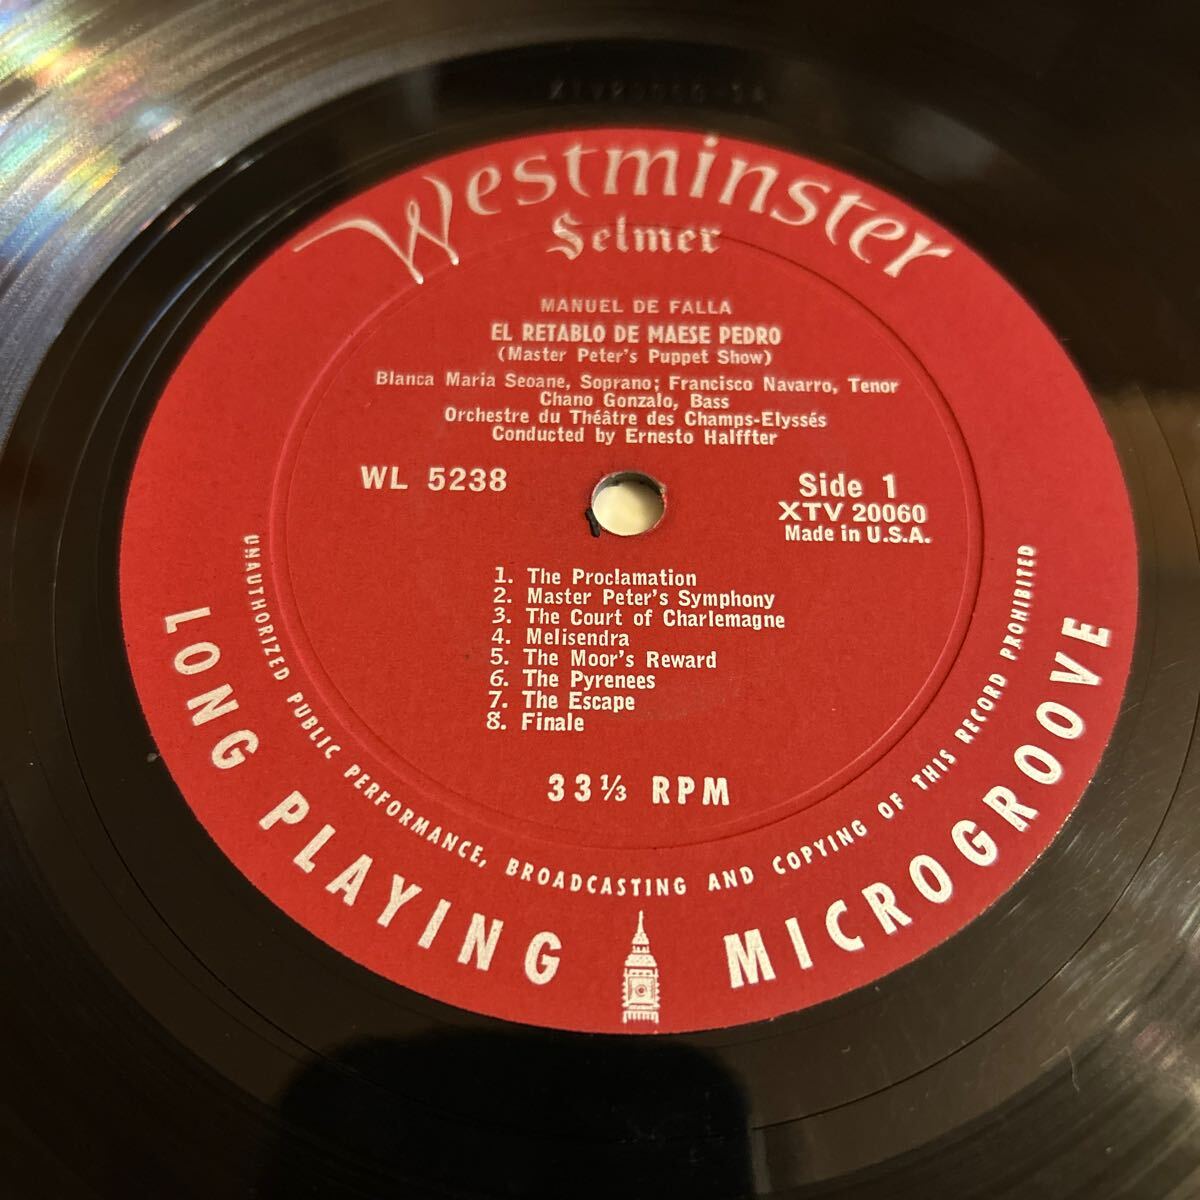 Westminster
Selmer
MANUEL DE FALLA
EL RETABLO DE MAESE PEDRO
(Master Peter's Puppet Show)
Blanca Maria Seoane, Soprano; Francisco Navarro, Tenor
Chano Gonzalo, Bass
Orchestre du Théâtre des Champs-Elyssés
Conducted by Ernesto Halffter
WL 5238
Side 1
XTV 20060
Made in U.S.A.
1. The Proclamation
2. Master Peter's Symphony
3. The Court of Charlemagne
4. Melisendra
5. The Moor's Reward
6. The Pyrenees
7. The Escape
8. Finale
33⅓ RPM
UNAUTHORIZED PUBLIC PERFORMANCE, BROADCASTING AND COPYING OF THIS RECORD PROHIBITED
LONG PLAYING MICROGROOVE